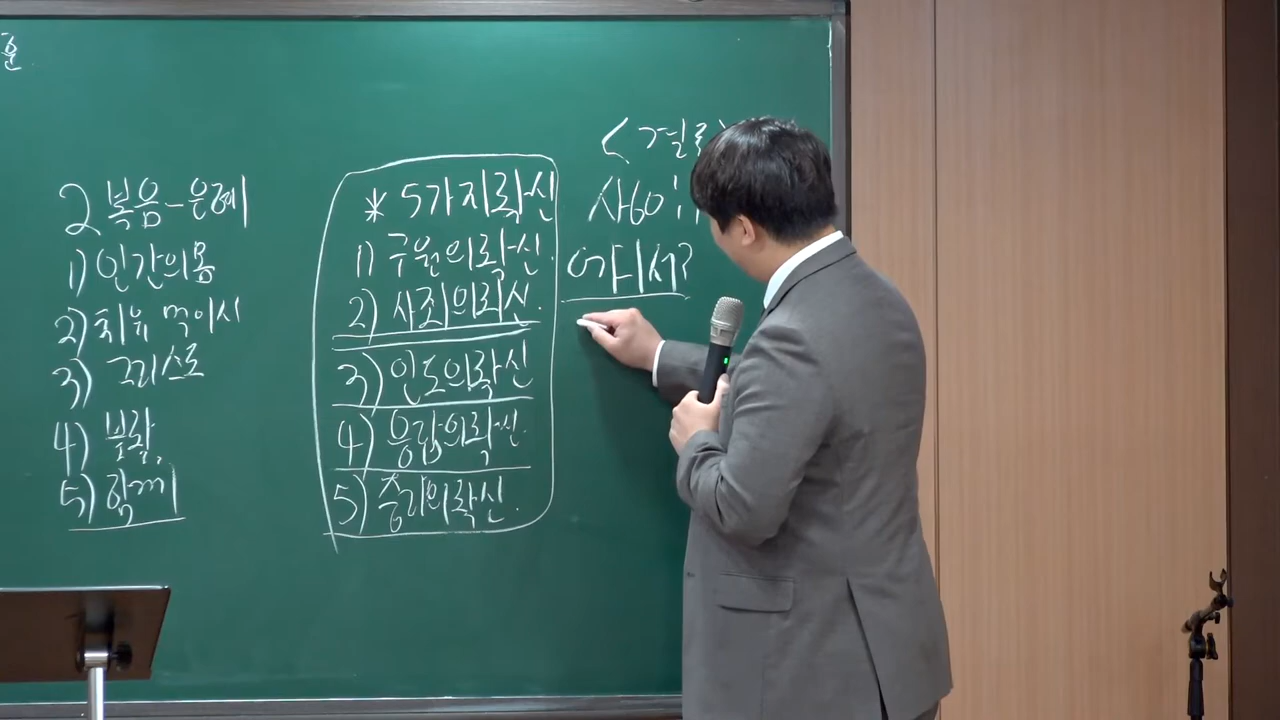 훈
2 복음-은혜
1) 인간의 몸
2) 치유 먹이시
3) 그리스도
4) 부활,
5) 함께
* 5가지 확신
1) 구원의 확신.
2) 사죄의 확신.
3) 인도의 확신
4) 응답의 확신.
5) 승리의 확신.
<결론
사60:
어디서?